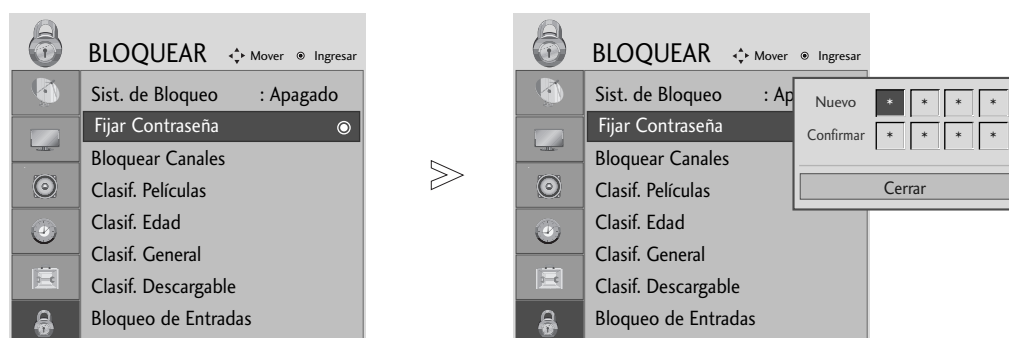 BLOQUEAR Mover Ingresar
Sist. de Bloqueo : Apagado
Fijar Contraseña
Bloquear Canales
Clasif. Películas
Clasif. Edad
Clasif. General
Clasif. Descargable
Bloqueo de Entradas
BLOQUEAR Mover Ingresar
Sist. de Bloqueo : Ap
Fijar Contraseña
Bloquear Canales
Clasif. Películas
Clasif. Edad
Clasif. General
Clasif. Descargable
Bloqueo de Entradas
Nuevo * * * *
Confirmar * * * *
Cerrar